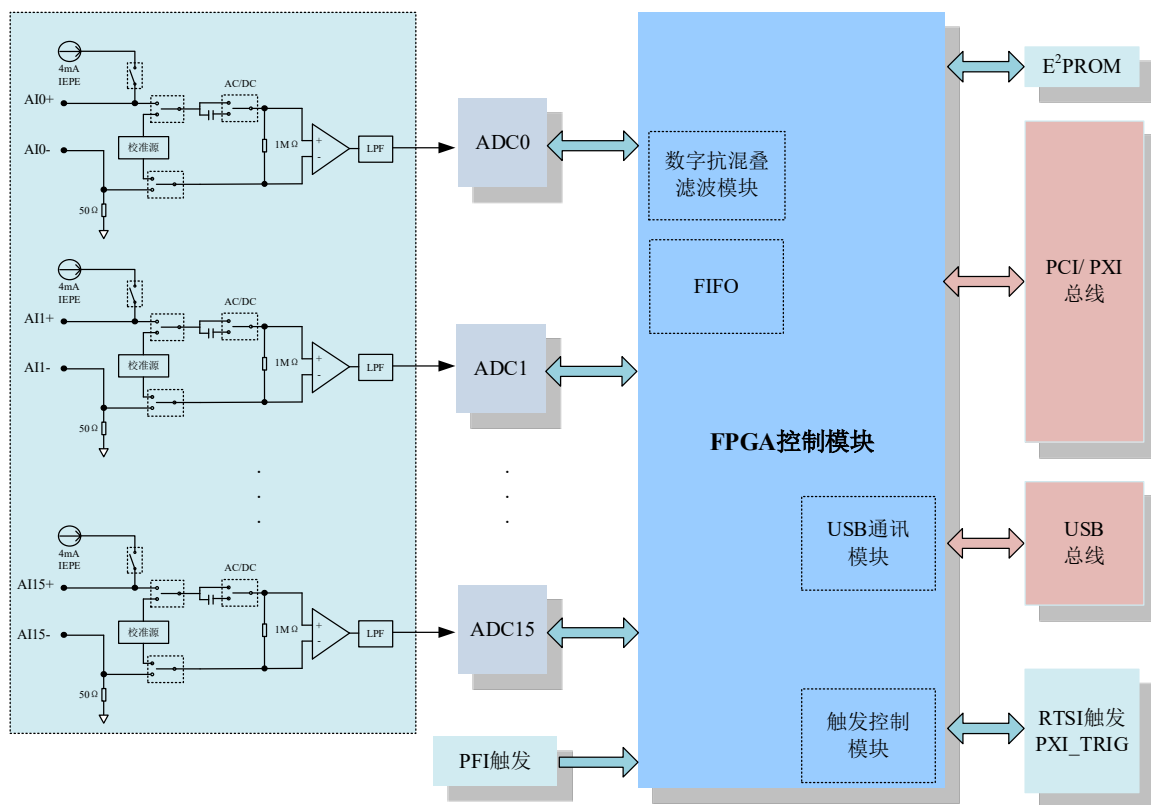 4mA
IEPE
AC/DC
AI0+
AI0-
校准源
1MΩ
+
-
LPF
50Ω
ADC0
4mA
IEPE
AC/DC
AI1+
AI1-
校准源
1MΩ
+
-
LPF
50Ω
ADC1
.
.
.
.
.
.
4mA
IEPE
AC/DC
AI15+
AI15-
校准源
1MΩ
+
-
LPF
50Ω
ADC15
PFI触发
数字抗混叠
滤波模块
FIFO
FPGA控制模块
USB通讯
模块
触发控制
模块
E²PROM
PCI/ PXI
总线
USB
总线
RTSI触发
PXI_TRIG